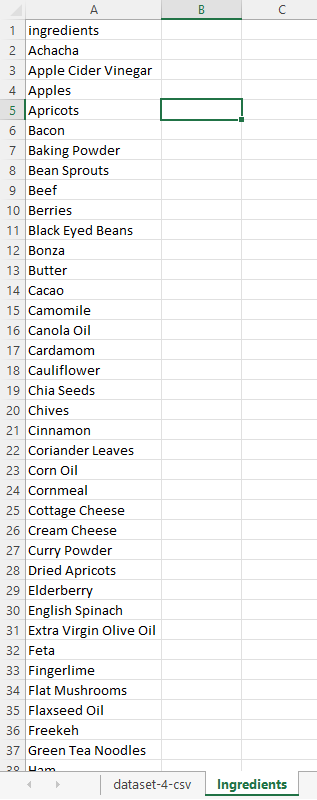 A B C
1 ingredients
2 Achacha
3 Apple Cider Vinegar
4 Apples
5 Apricots
6 Bacon
7 Baking Powder
8 Bean Sprouts
9 Beef
10 Berries
11 Black Eyed Beans
12 Bonza
13 Butter
14 Cacao
15 Camomile
16 Canola Oil
17 Cardamom
18 Cauliflower
19 Chia Seeds
20 Chives
21 Cinnamon
22 Coriander Leaves
23 Corn Oil
24 Cornmeal
25 Cottage Cheese
26 Cream Cheese
27 Curry Powder
28 Dried Apricots
29 Elderberry
30 English Spinach
31 Extra Virgin Olive Oil
32 Feta
33 Fingerlime
34 Flat Mushrooms
35 Flaxseed Oil
36 Freekeh
37 Green Tea Noodles
38 Ham
dataset-4-csv Ingredients